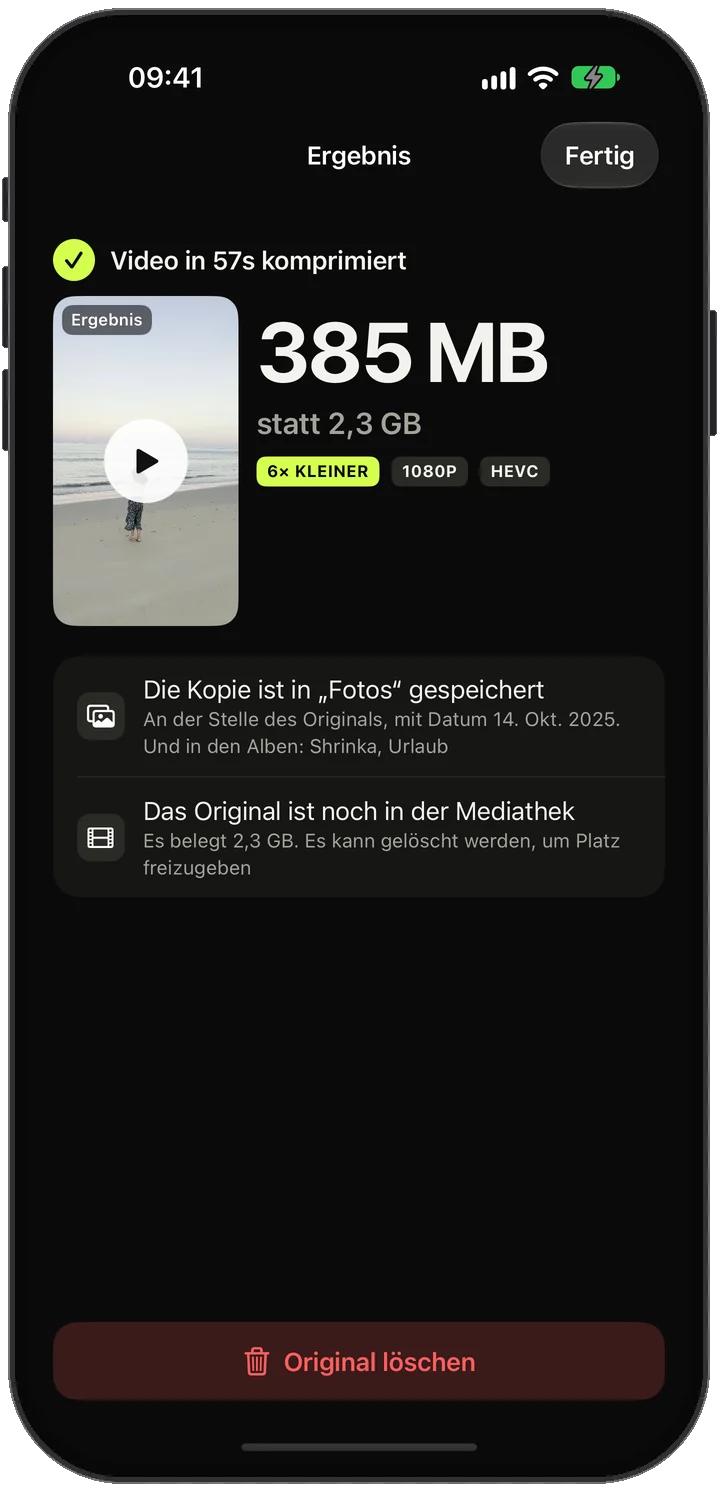 09:41
Ergebnis
Fertig
Video in 57s komprimiert
Ergebnis
385 MB
statt 2,3 GB
6× KLEINER
1080P
HEVC
Die Kopie ist in „Fotos“ gespeichert
An der Stelle des Originals, mit Datum 14. Okt. 2025.
Und in den Alben: Shrinka, Urlaub
Das Original ist noch in der Mediathek
Es belegt 2,3 GB. Es kann gelöscht werden, um Platz
freizugeben
Original löschen